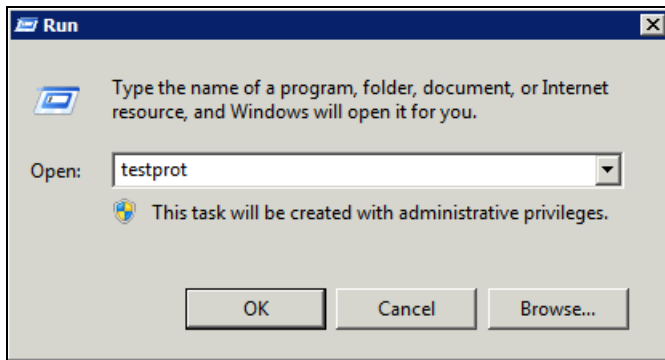 Run
Type the name of a program, folder, document, or Internet
resource, and Windows will open it for you.
Open: testprot
This task will be created with administrative privileges.
OK Cancel Browse...